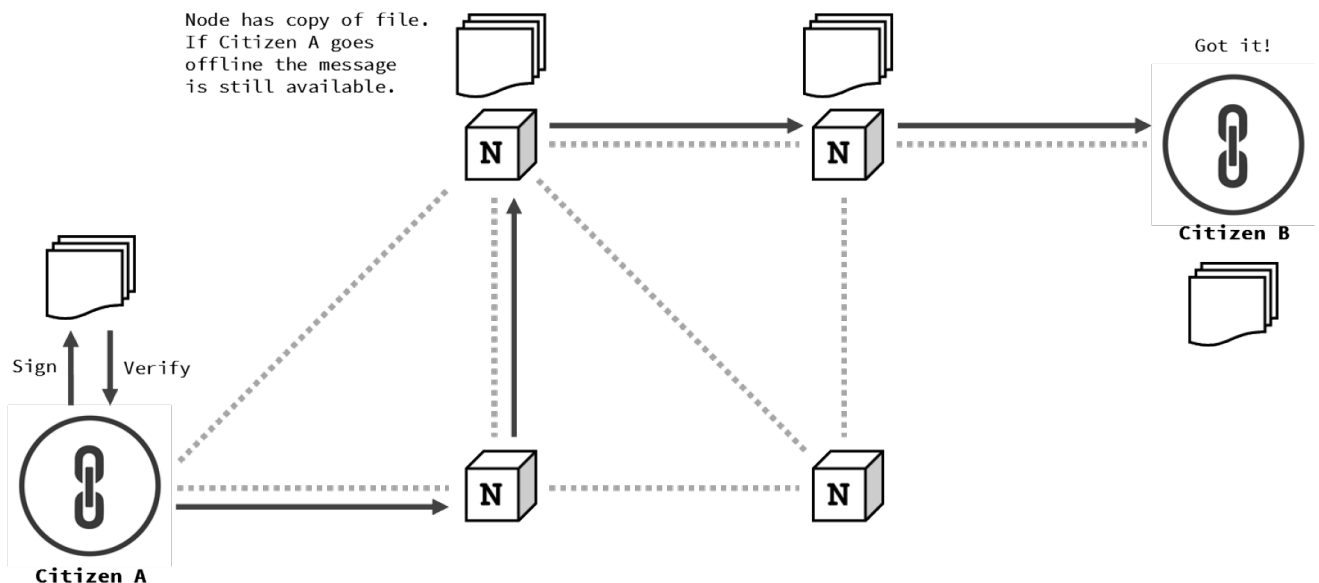 Node has copy of file.
If Citizen A goes
offline the message
is still available.
Got it!
N
N
Citizen B
Sign
Verify
N
N
Citizen A